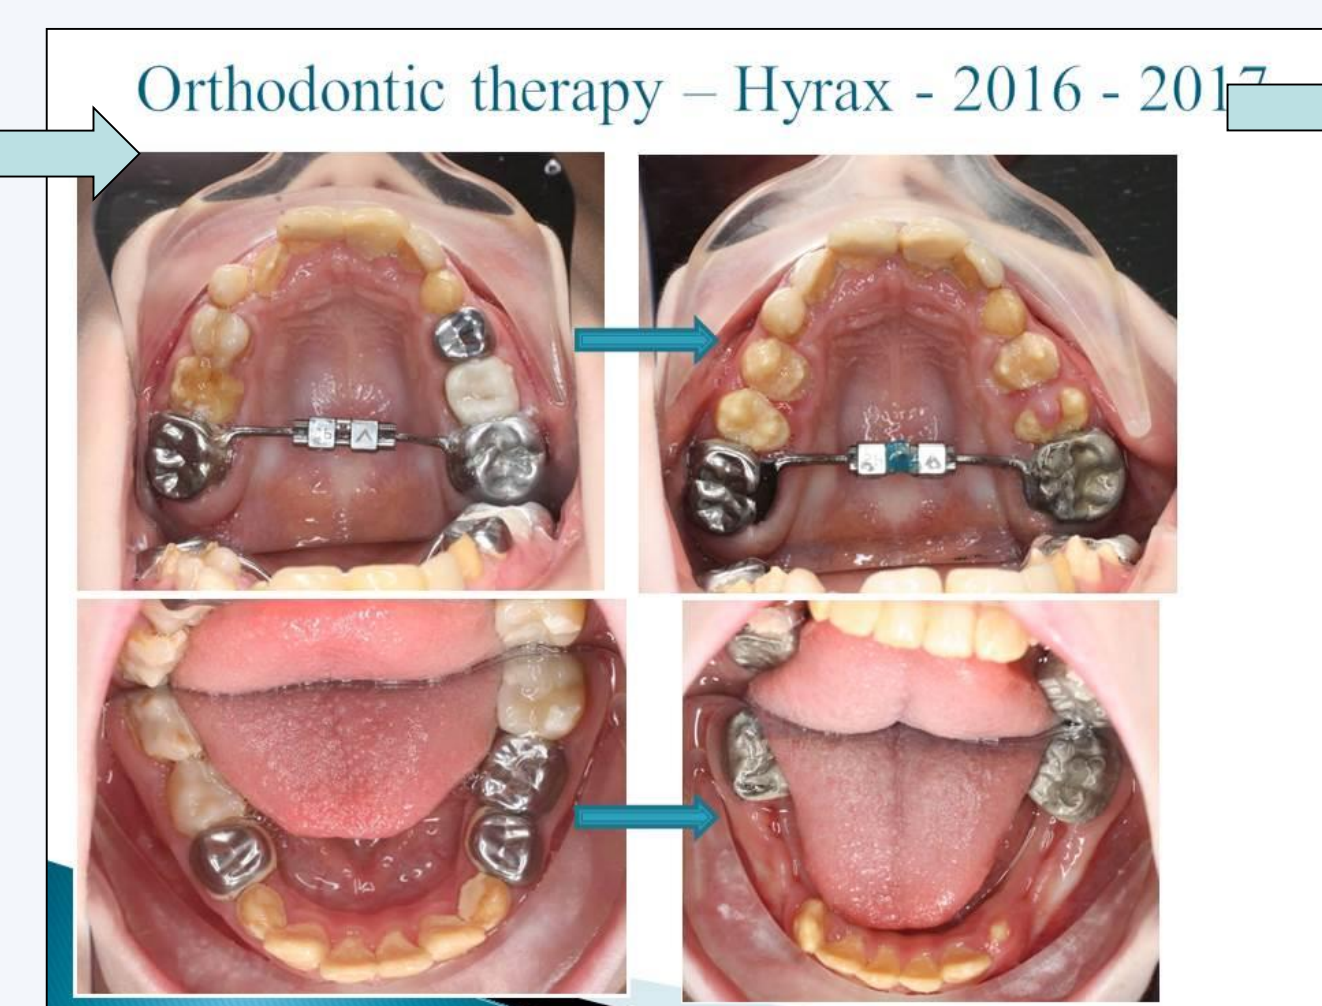 Orthodontic therapy – Hyrax - 2016 - 2017